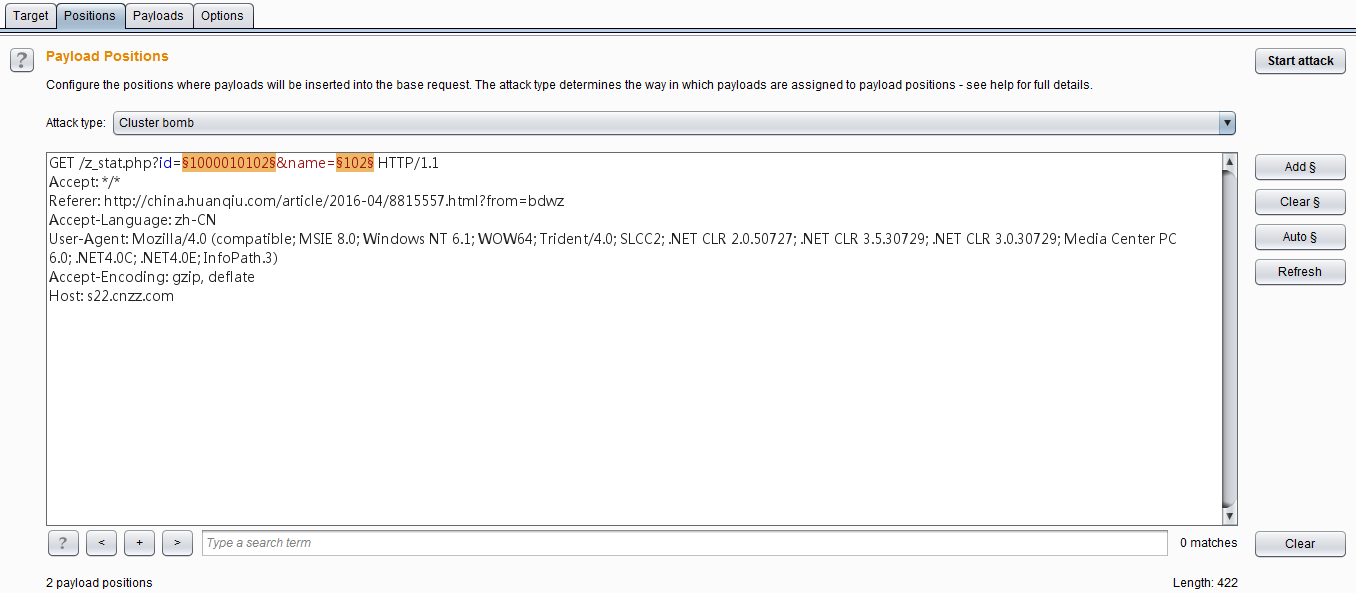 Target Positions Payloads Options
? Payload Positions Start attack
Configure the positions where payloads will be inserted into the base request. The attack type determines the way in which payloads are assigned to payload positions - see help for full details.
Attack type: Cluster bomb
GET /z_stat.php?id=§1000010102§&name=§102§ HTTP/1.1
Accept: */*
Referer: http://china.huanqiu.com/article/2016-04/8815557.html?from=bdwz
Accept-Language: zh-CN
User-Agent: Mozilla/4.0 (compatible; MSIE 8.0; Windows NT 6.1; WOW64; Trident/4.0; SLCC2; .NET CLR 2.0.50727; .NET CLR 3.5.30729; .NET CLR 3.0.30729; Media Center PC
6.0; .NET4.0C; .NET4.0E; InfoPath.3)
Accept-Encoding: gzip, deflate
Host: s22.cnzz.com
Add §
Clear §
Auto §
Refresh
? < + > Type a search term 0 matches Clear
2 payload positions Length: 422